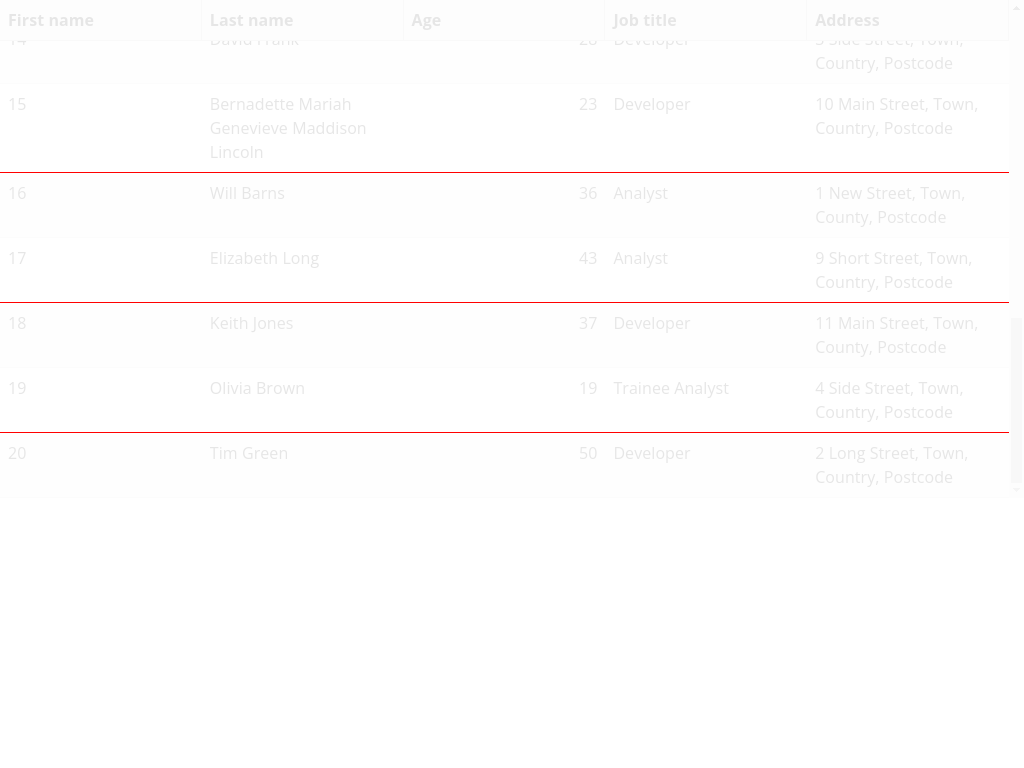 First name Last name Age Job title Address
14 David Frank 28 Developer 5 Side Street, Town,
Country, Postcode
15 Bernadette Mariah 23 Developer 10 Main Street, Town,
Genevieve Maddison Country, Postcode
Lincoln
16 Will Barns 36 Analyst 1 New Street, Town,
County, Postcode
17 Elizabeth Long 43 Analyst 9 Short Street, Town,
Country, Postcode
18 Keith Jones 37 Developer 11 Main Street, Town,
County, Postcode
19 Olivia Brown 19 Trainee Analyst 4 Side Street, Town,
Country, Postcode
20 Tim Green 50 Developer 2 Long Street, Town,
Country, Postcode